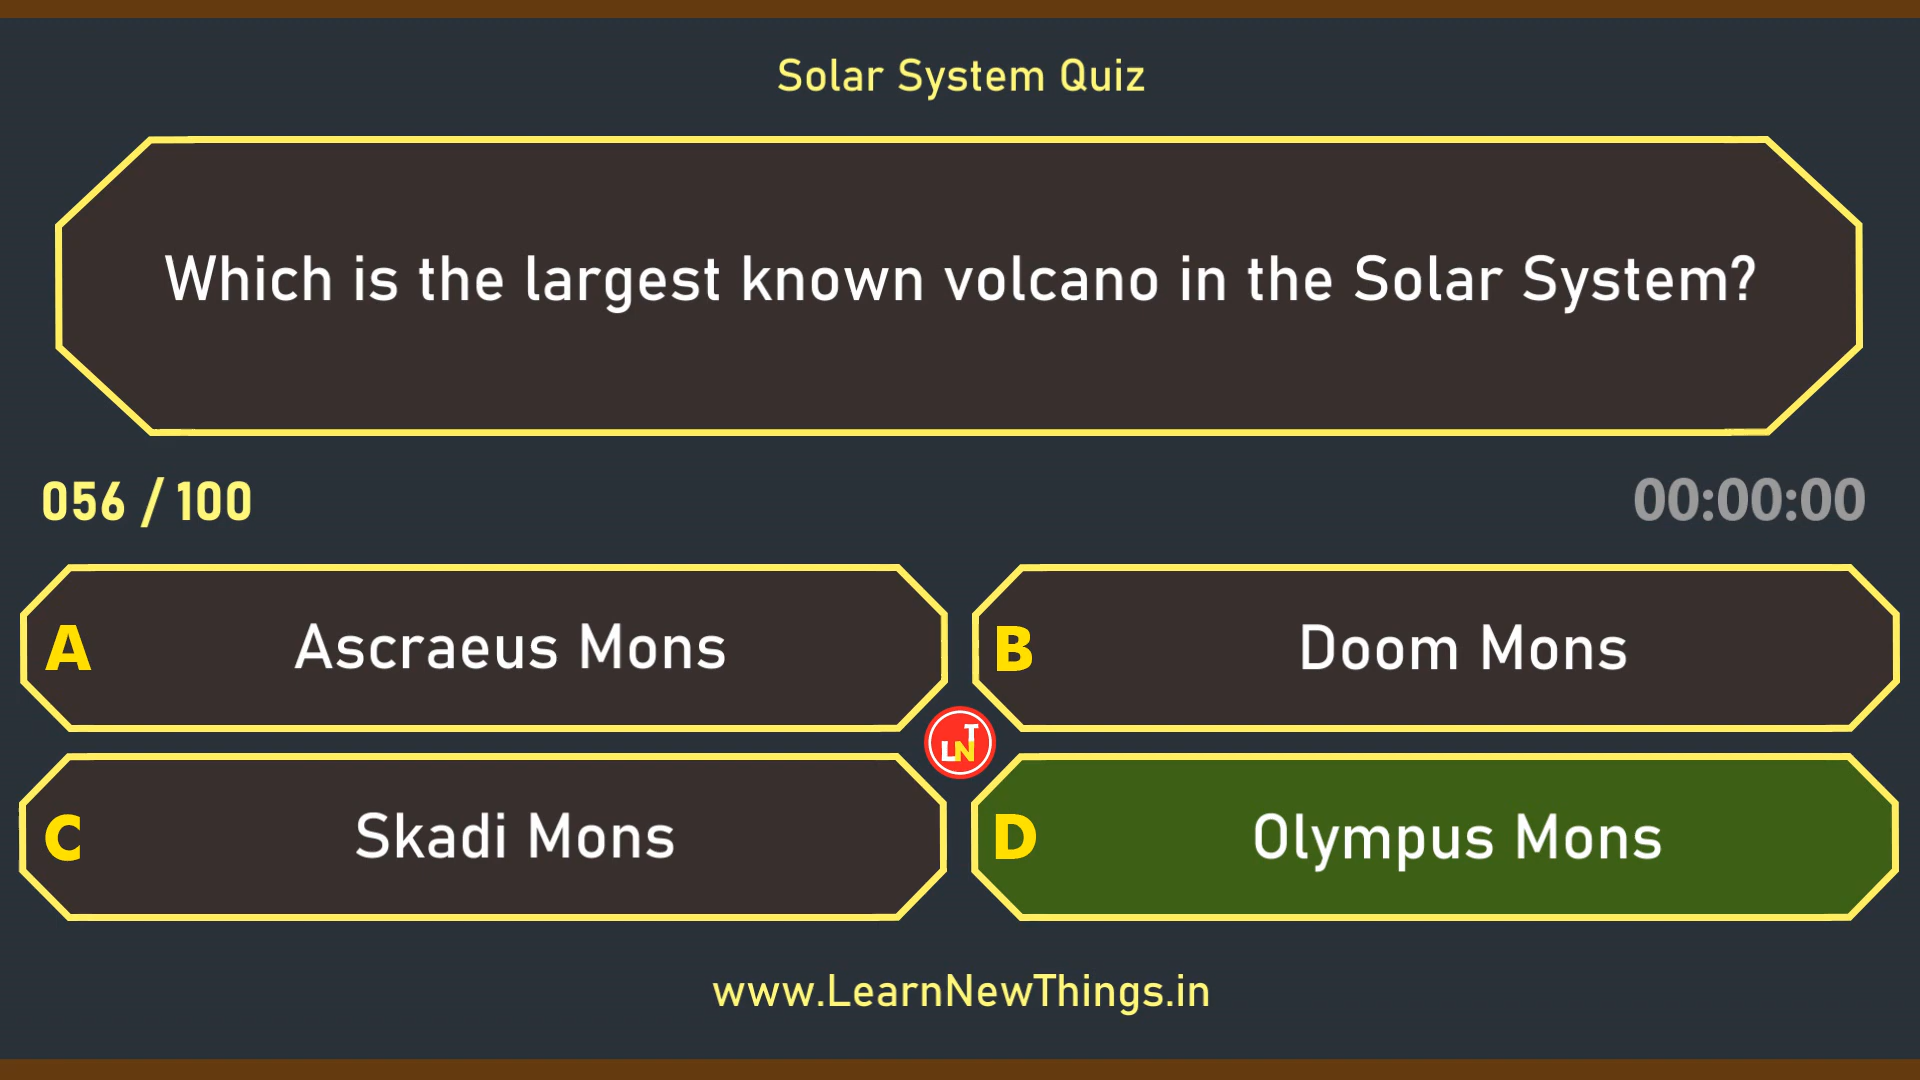 Solar System Quiz
Which is the largest known volcano in the Solar System?
056 / 100
00:00:00
A Ascraeus Mons
B Doom Mons
LNT
C Skadi Mons
D Olympus Mons
www.LearnNewThings.in